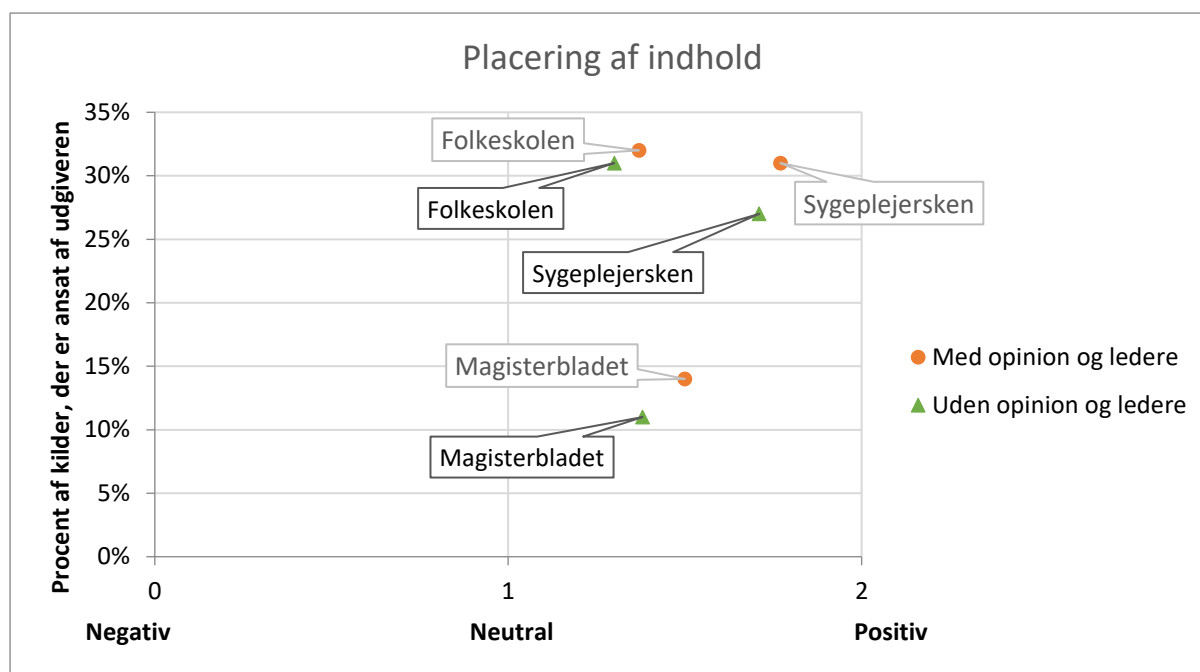 Placering af indhold
Procent af kilder, der er ansat af udgiveren
35%
30%
25%
20%
15%
10%
5%
0%
Folkeskolen
Folkeskolen
Sygeplejersken
Sygeplejersken
Magisterbladet
Magisterbladet
Med opinion og ledere
Uden opinion og ledere
0
1
2
Negativ
Neutral
Positiv